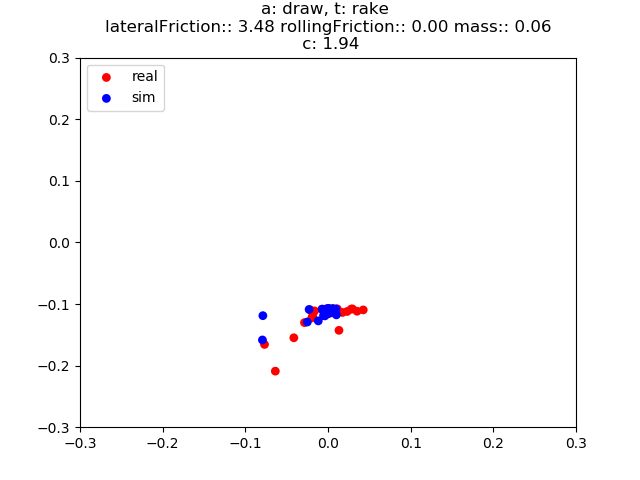 a: draw, t: rake
lateralFriction:: 3.48 rollingFriction:: 0.00 mass:: 0.06
c: 1.94
real
sim
0.3
0.2
0.1
0.0
−0.1
−0.2
−0.3
−0.3
−0.2
−0.1
0.0
0.1
0.2
0.3